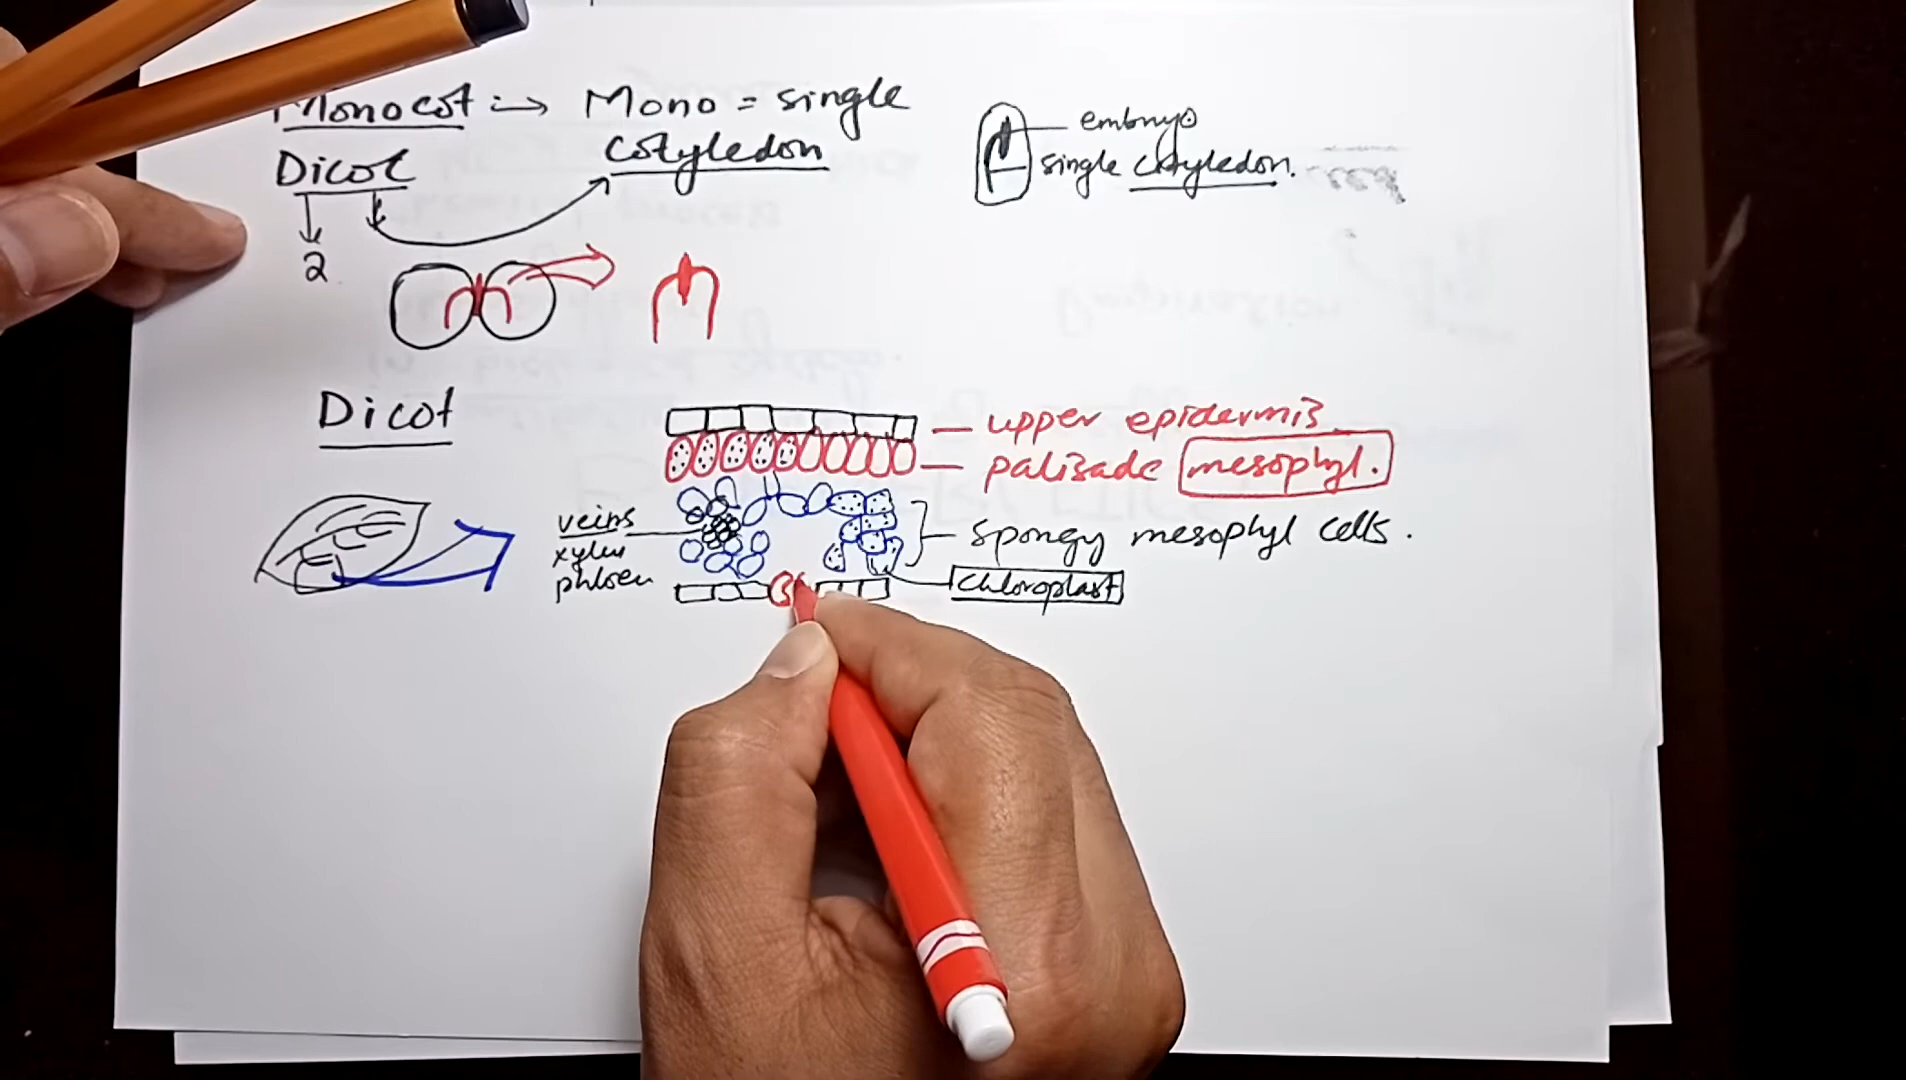 Monocot → Mono = single
cotyledon
Dicot
2
embryo
single cotyledon.
Dicot
upper epidermis
palisade mesophyl.
veins
xylem
phloem
spongy mesophyl cells.
chloroplast